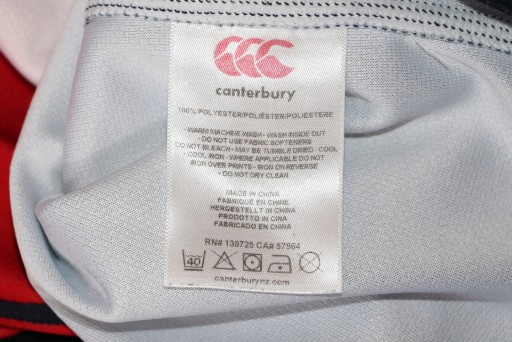 canterbury
100% POLYESTER/POLIÉSTER/POLIESTERE
• WARM MACHINE WASH • WASH INSIDE OUT
• DO NOT USE FABRIC SOFTENERS
DO NOT BLEACH • MAY BE TUMBLE DRIED - COOL
• COOL IRON • WHERE APPLICABLE DO NOT
IRON OVER PRINTS • IRON ON REVERSE
• DO NOT DRY CLEAN
MADE IN CHINA
FABRIQUÉ EN CHINE
HERGESTELLT IN CHINA
PRODOTTO IN CINA
FABRICADO EN CHINA
RN# 139725 CA# 57964
40
canterburynz.com